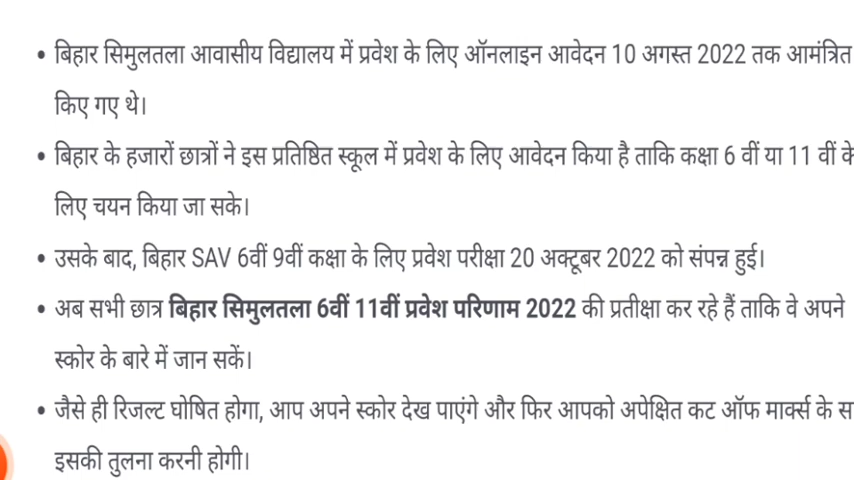 • बिहार सिमुलतला आवासीय विद्यालय में प्रवेश के लिए ऑनलाइन आवेदन 10 अगस्त 2022 तक आमंत्रित
किए गए थे।
• बिहार के हजारों छात्रों ने इस प्रतिष्ठित स्कूल में प्रवेश के लिए आवेदन किया है ताकि कक्षा 6 वीं या 11 वीं के
लिए चयन किया जा सके।
• उसके बाद, बिहार SAV 6वीं 9वीं कक्षा के लिए प्रवेश परीक्षा 20 अक्टूबर 2022 को संपन्न हुई।
• अब सभी छात्र बिहार सिमुलतला 6वीं 11वीं प्रवेश परिणाम 2022 की प्रतीक्षा कर रहे हैं ताकि वे अपने
स्कोर के बारे में जान सकें।
• जैसे ही रिजल्ट घोषित होगा, आप अपने स्कोर देख पाएंगे और फिर आपको अपेक्षित कट ऑफ मार्क्स के
इसकी तुलना करनी होगी।